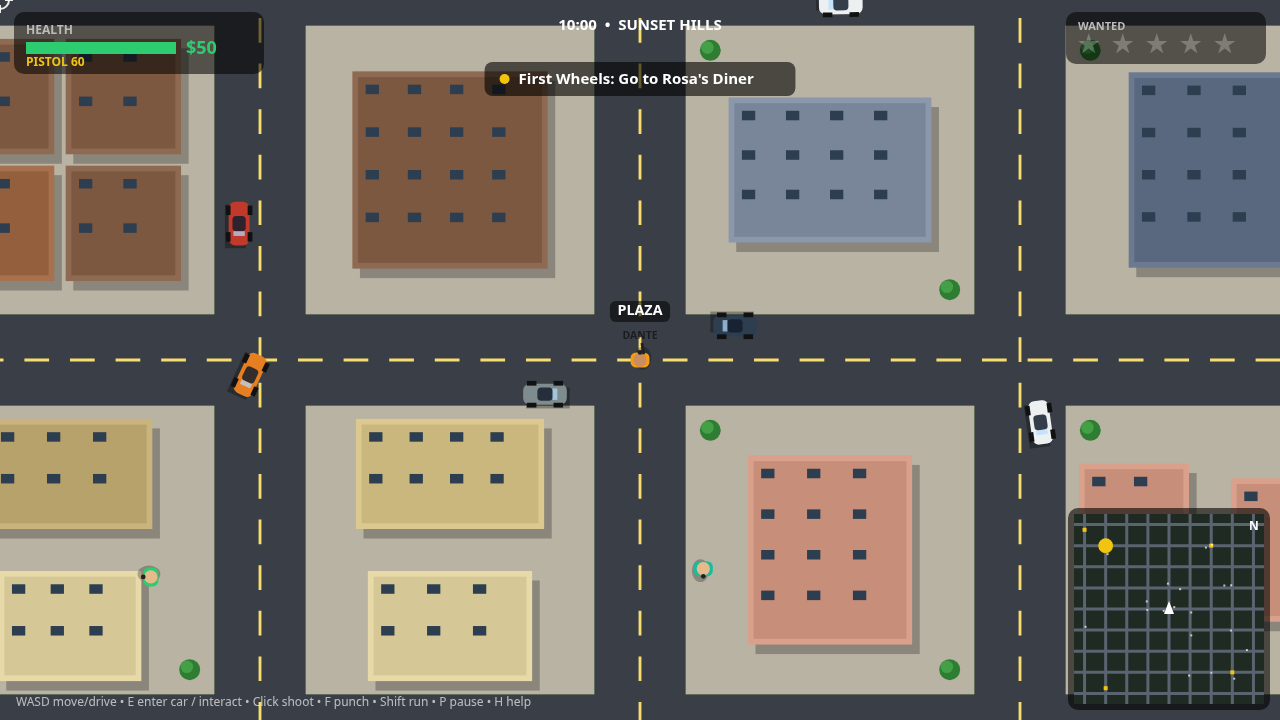 HEALTH
$50
PISTOL 60
10:00 • SUNSET HILLS
WANTED
First Wheels: Go to Rosa's Diner
PLAZA
DANTE
N
WASD move/drive • E enter car / interact • Click shoot • F punch • Shift run • P pause • H help